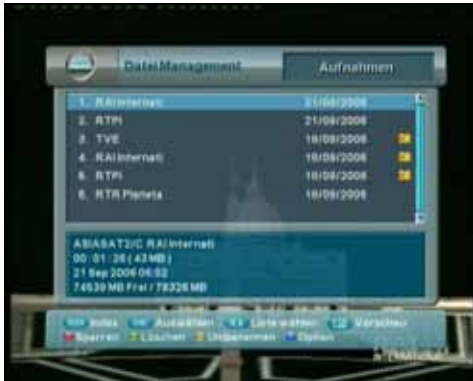 DateiManagement Aufnahmen
1. RAI Internati 21/09/2006
2. RTPI 21/09/2006
3. TVE 16/09/2006
4. RAI Internati 16/09/2006
5. RTPI 16/09/2006
6. RTR Planeta 16/09/2006
ASIASAT2/C RAI Internati
00:01:26 (43 MB)
21 Sep 2006 06:02
74539 MB Frei / 78326 MB
Index Auswählen Liste wählen Vorschau
Sperren Löschen Umbenennen Option